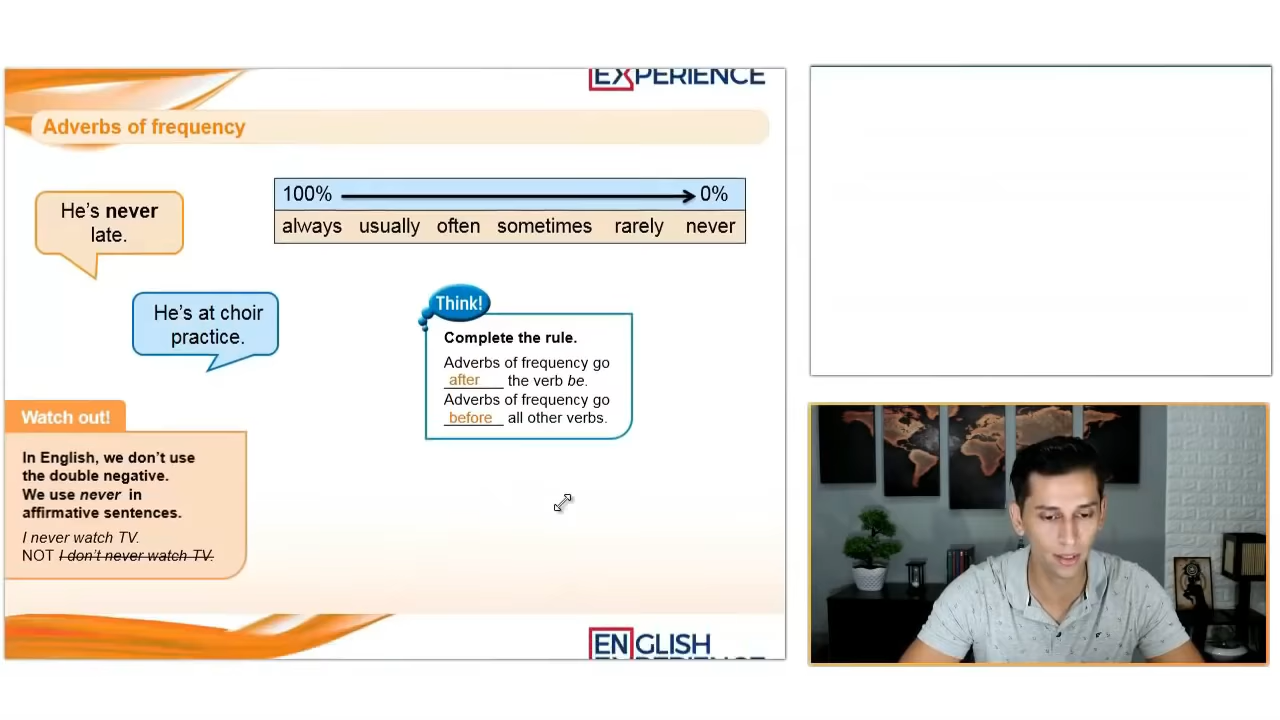 EXPERIENCE
Adverbs of frequency
He's never
late.
100% 0%
always usually often sometimes rarely never
He's at choir
practice.
Think!
Complete the rule.
Adverbs of frequency go
after the verb be.
Adverbs of frequency go
before all other verbs.
Watch out!
In English, we don't use
the double negative.
We use never in
affirmative sentences.
I never watch TV.
NOT I don't never watch TV.
ENGLISH
EXPERIENCE